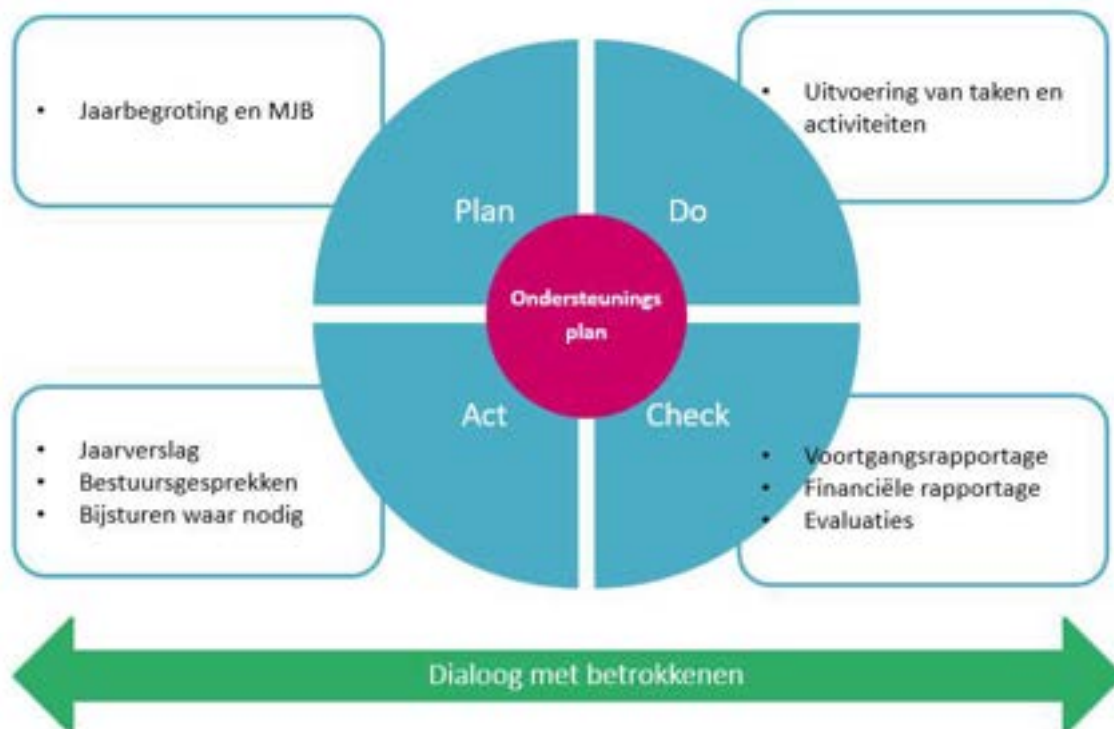 • Jaarbegroting en MJB
• Uitvoering van taken en
activiteiten
Plan
Do
Ondersteunings
plan
Act
Check
• Jaarverslag
• Bestuursgesprekken
• Bijsturen waar nodig
• Voortgangsrapportage
• Financiële rapportage
• Evaluaties
Dialoog met betrokkenen